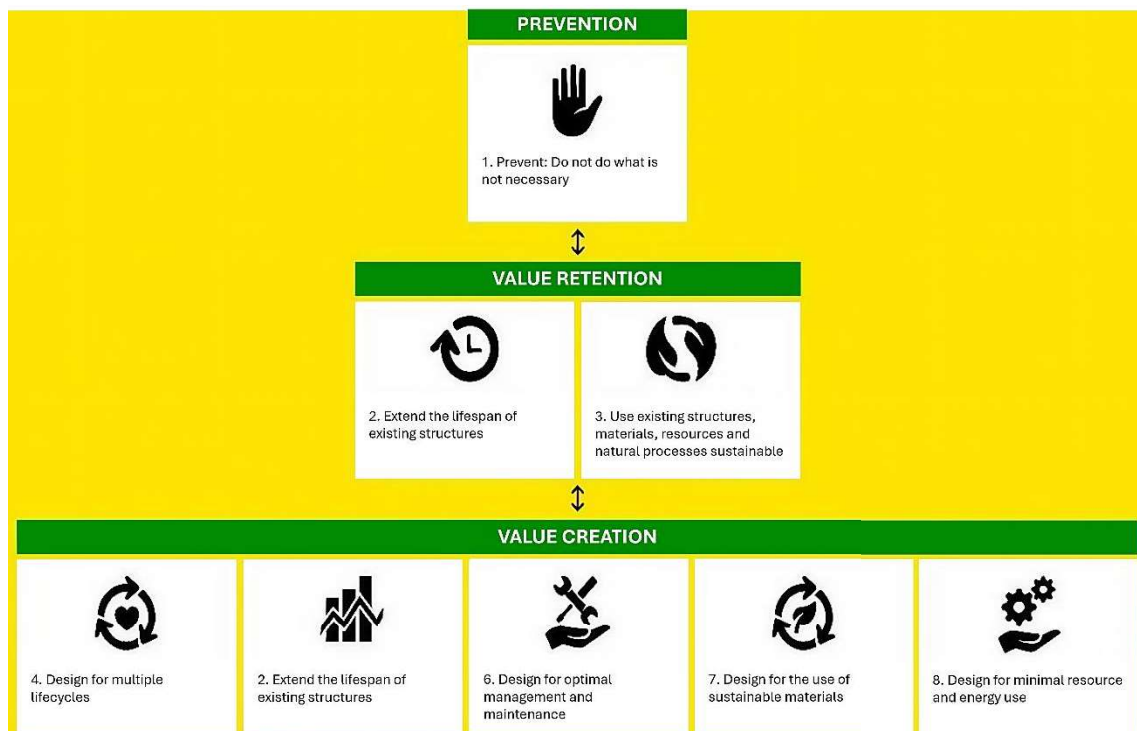 PREVENTION
1. Prevent: Do not do what is
not necessary
VALUE RETENTION
2. Extend the lifespan of
existing structures
3. Use existing structures,
materials, resources and
natural processes sustainable
VALUE CREATION
4. Design for multiple
lifecycles
2. Extend the lifespan of
existing structures
6. Design for optimal
management and
maintenance
7. Design for the use of
sustainable materials
8. Design for minimal resource
and energy use